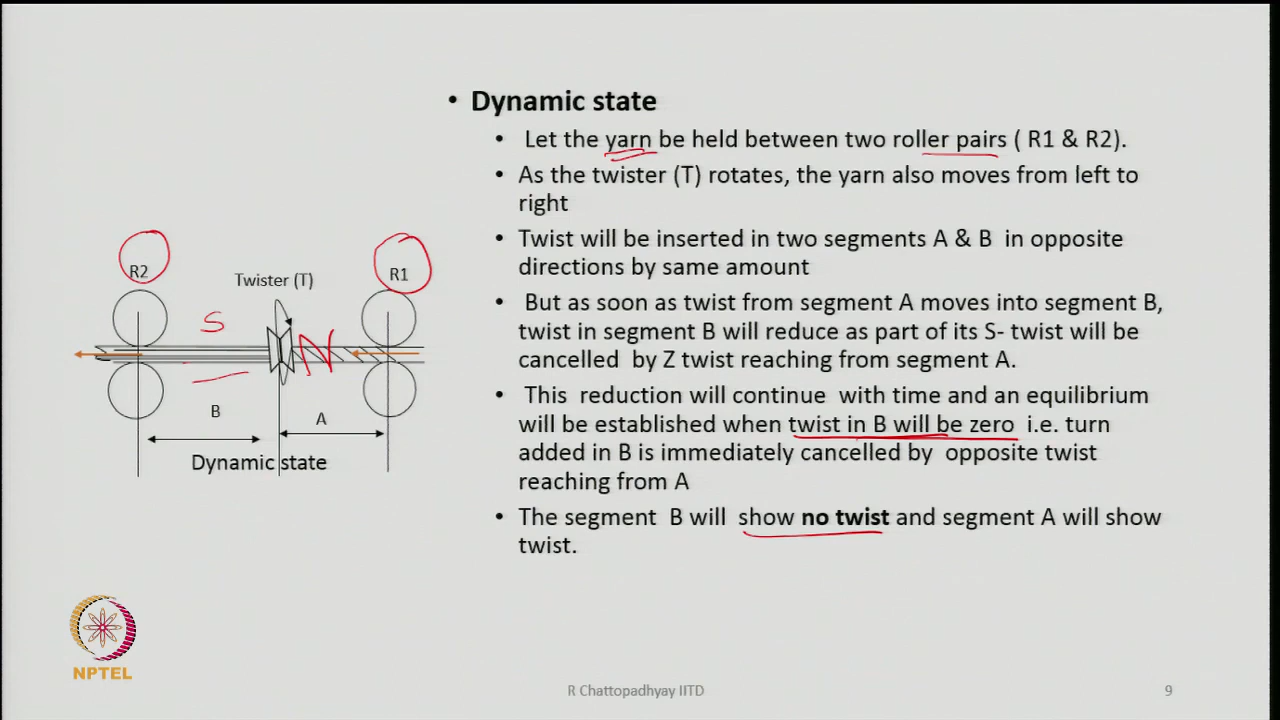 • Dynamic state
• Let the yarn be held between two roller pairs ( R1 & R2).
• As the twister (T) rotates, the yarn also moves from left to
right
• Twist will be inserted in two segments A & B in opposite
directions by same amount
• But as soon as twist from segment A moves into segment B,
twist in segment B will reduce as part of its S- twist will be
cancelled by Z twist reaching from segment A.
• This reduction will continue with time and an equilibrium
will be established when twist in B will be zero i.e. turn
added in B is immediately cancelled by opposite twist
reaching from A
• The segment B will show no twist and segment A will show
twist.
R2
Twister (T)
R1
S
N
B
A
Dynamic state
NPTEL
R Chattopadhyay IITD
9